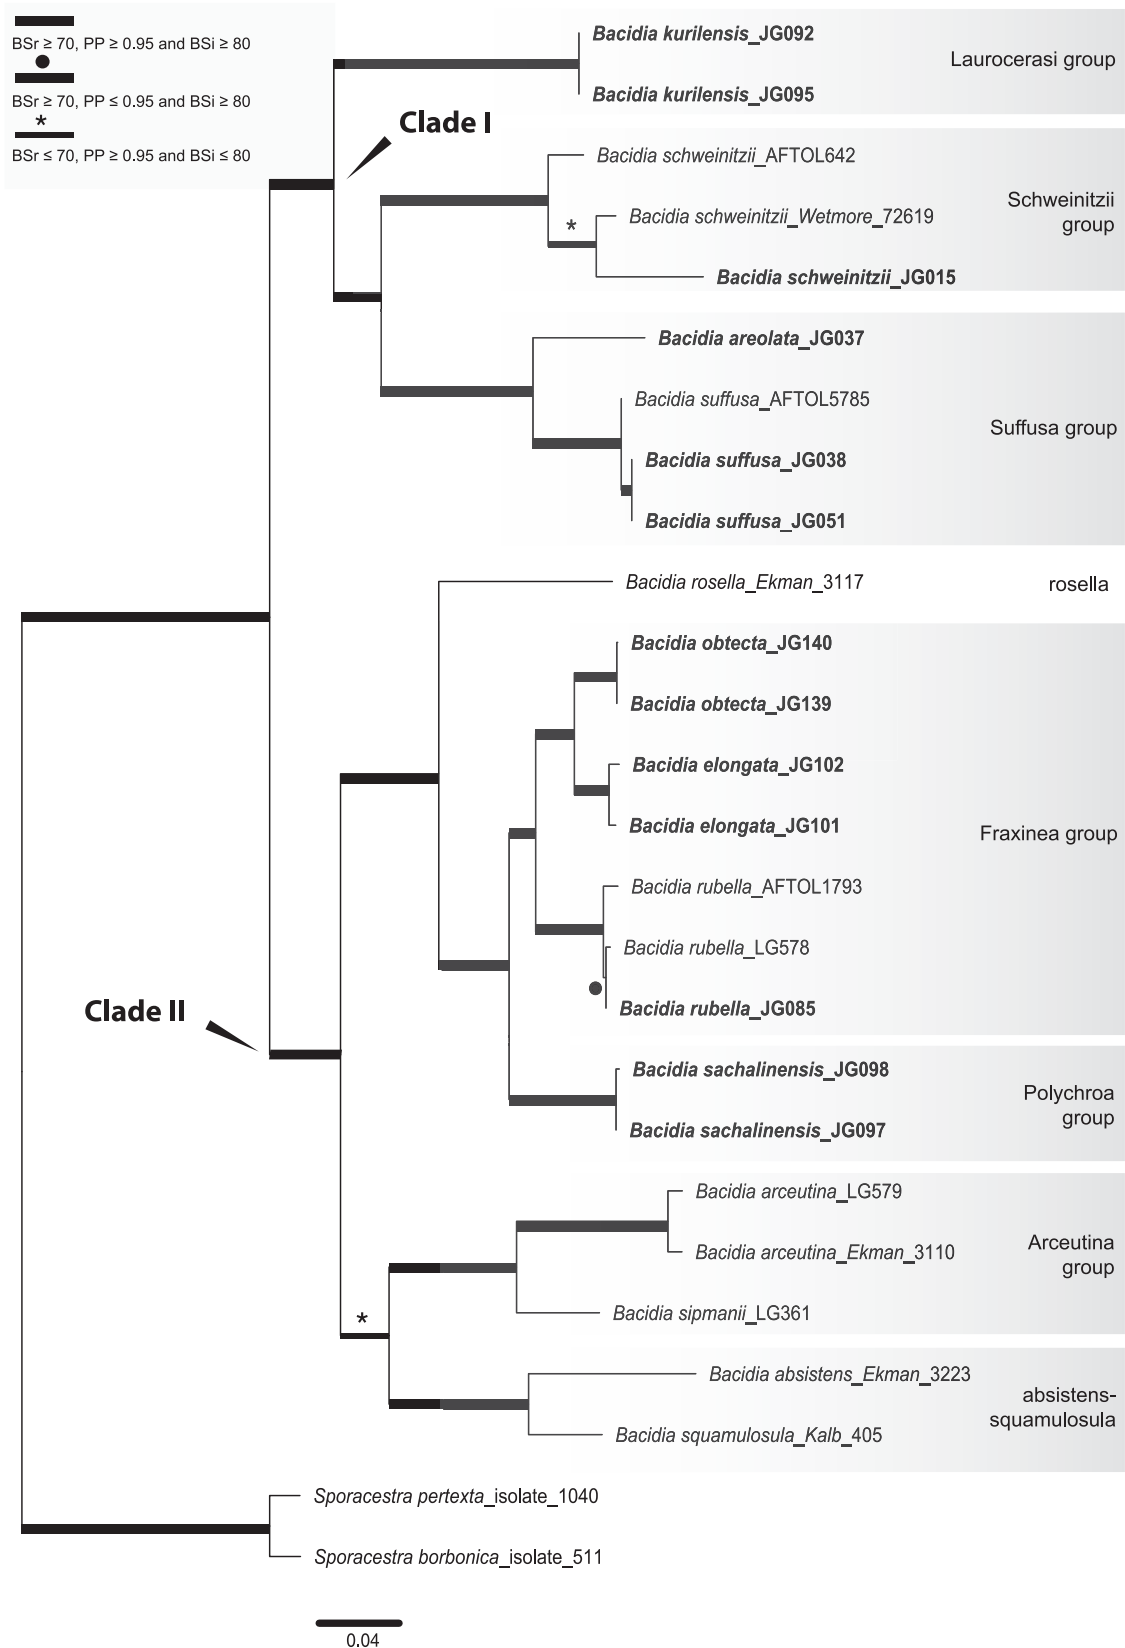 BSr ≥ 70, PP ≥ 0.95 and BSi ≥ 80
BSr ≥ 70, PP ≤ 0.95 and BSi ≥ 80
*
BSr ≤ 70, PP ≥ 0.95 and BSi ≤ 80
Bacidia kurilensis_JG092
Laurocerasi group
Bacidia kurilensis_JG095
Clade I
Bacidia schweinitzii_AFTOL642
Schweinitzii
group
Bacidia schweinitzii_Wetmore_72619
*
Bacidia schweinitzii_JG015
Bacidia areolata_JG037
Bacidia suffusa_AFTOL5785
Suffusa group
Bacidia suffusa_JG038
Bacidia suffusa_JG051
Bacidia rosella_Ekman_3117
rosella
Bacidia obtecta_JG140
Bacidia obtecta_JG139
Bacidia elongata_JG102
Bacidia elongata_JG101
Fraxinea group
Bacidia rubella_AFTOL1793
Bacidia rubella_LG578
Bacidia rubella_JG085
Clade II
Bacidia sachalinensis_JG098
Polychroa
group
Bacidia sachalinensis_JG097
Bacidia arceutina_LG579
Arceutina
group
Bacidia arceutina_Ekman_3110
Bacidia sipmanii_LG361
*
Bacidia absistens_Ekman_3223
absistens-
squamulosula
Bacidia squamulosula_Kalb_405
Sporacestra pertexta_isolate_1040
Sporacestra borbonica_isolate_511
0.04